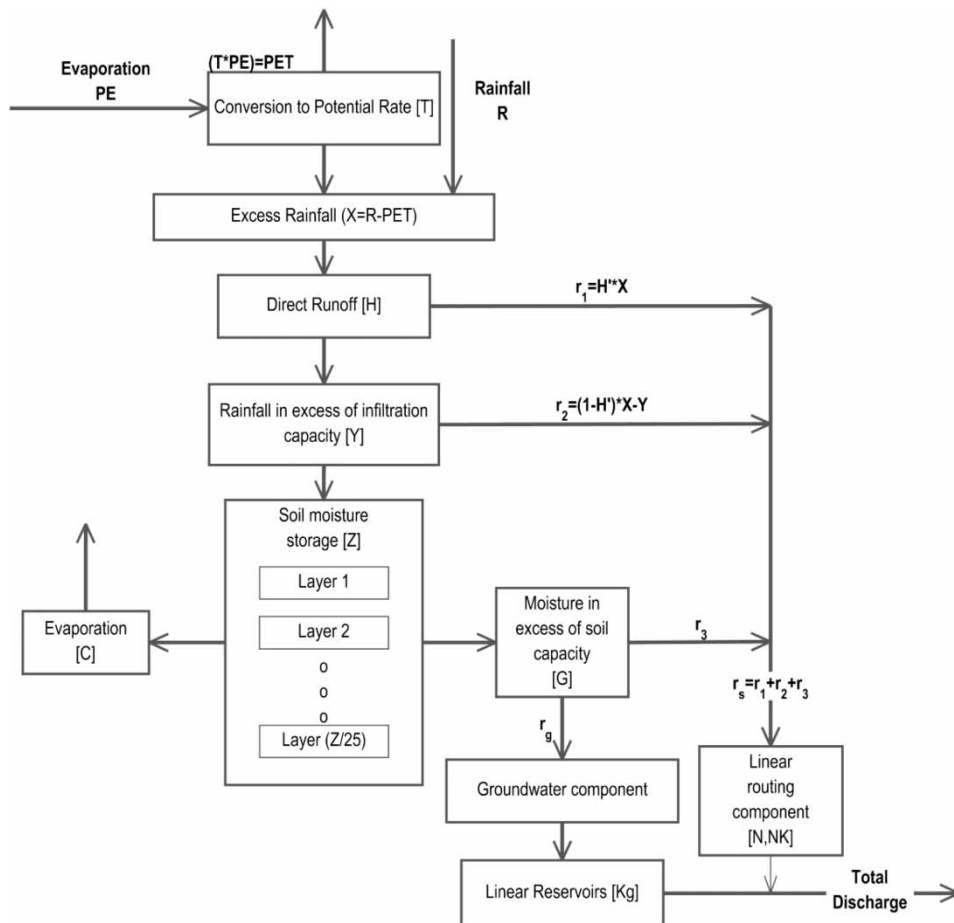 (T*PE)=PET
Evaporation
PE
Conversion to Potential Rate [T]
Rainfall
R
Excess Rainfall (X=R-PET)
Direct Runoff [H]
r1=H'*X
Rainfall in excess of infiltration
capacity [Y]
r2=(1-H')*X-Y
Soil moisture
storage [Z]
Layer 1
Layer 2
o
o
o
Layer (Z/25)
Evaporation
[C]
Moisture in
excess of soil
capacity
[G]
r3
rs=r1+r2+r3
rg
Groundwater component
Linear
routing
component
[N,NK]
Linear Reservoirs [Kg]
Total
Discharge